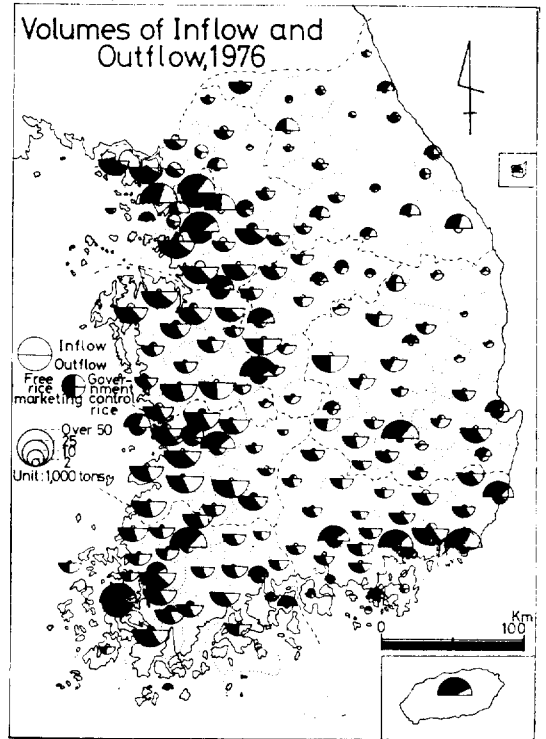 Volumes of Inflow and
Outflow,1976
Inflow
Outflow
Free
rice
marketing
Gover-
nment
control
rice
Over 50
25
10
2
Unit:1,000 tons
Km
0
100